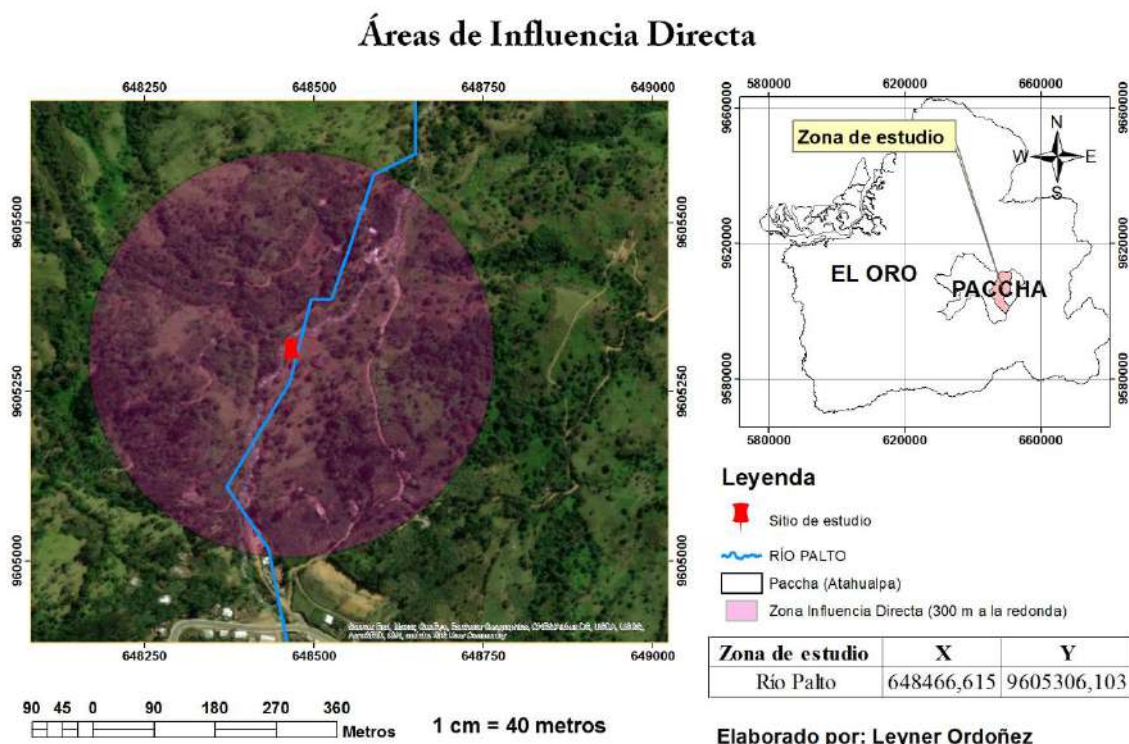 Áreas de Influencia Directa
648250 648500 648750 649000
9605500
9605250
9605000
9605500
9605250
9605000
648250 648500 648750 649000
580000 620000 660000
9660000
9620000
9580000
9660000
9620000
9580000
580000 620000 660000
Zona de estudio
N
W E
S
EL ORO
PACCHA
Leyenda
Sitio de estudio
RÍO PALTO
Paccha (Atahualpa)
Zona Influencia Directa (300 m a la redonda)
Zona de estudio X Y
Río Palto 648466,615 9605306,103
90 45 0 90 180 270 360
Metros
1 cm = 40 metros
Elaborado por: Leyner Ordoñez